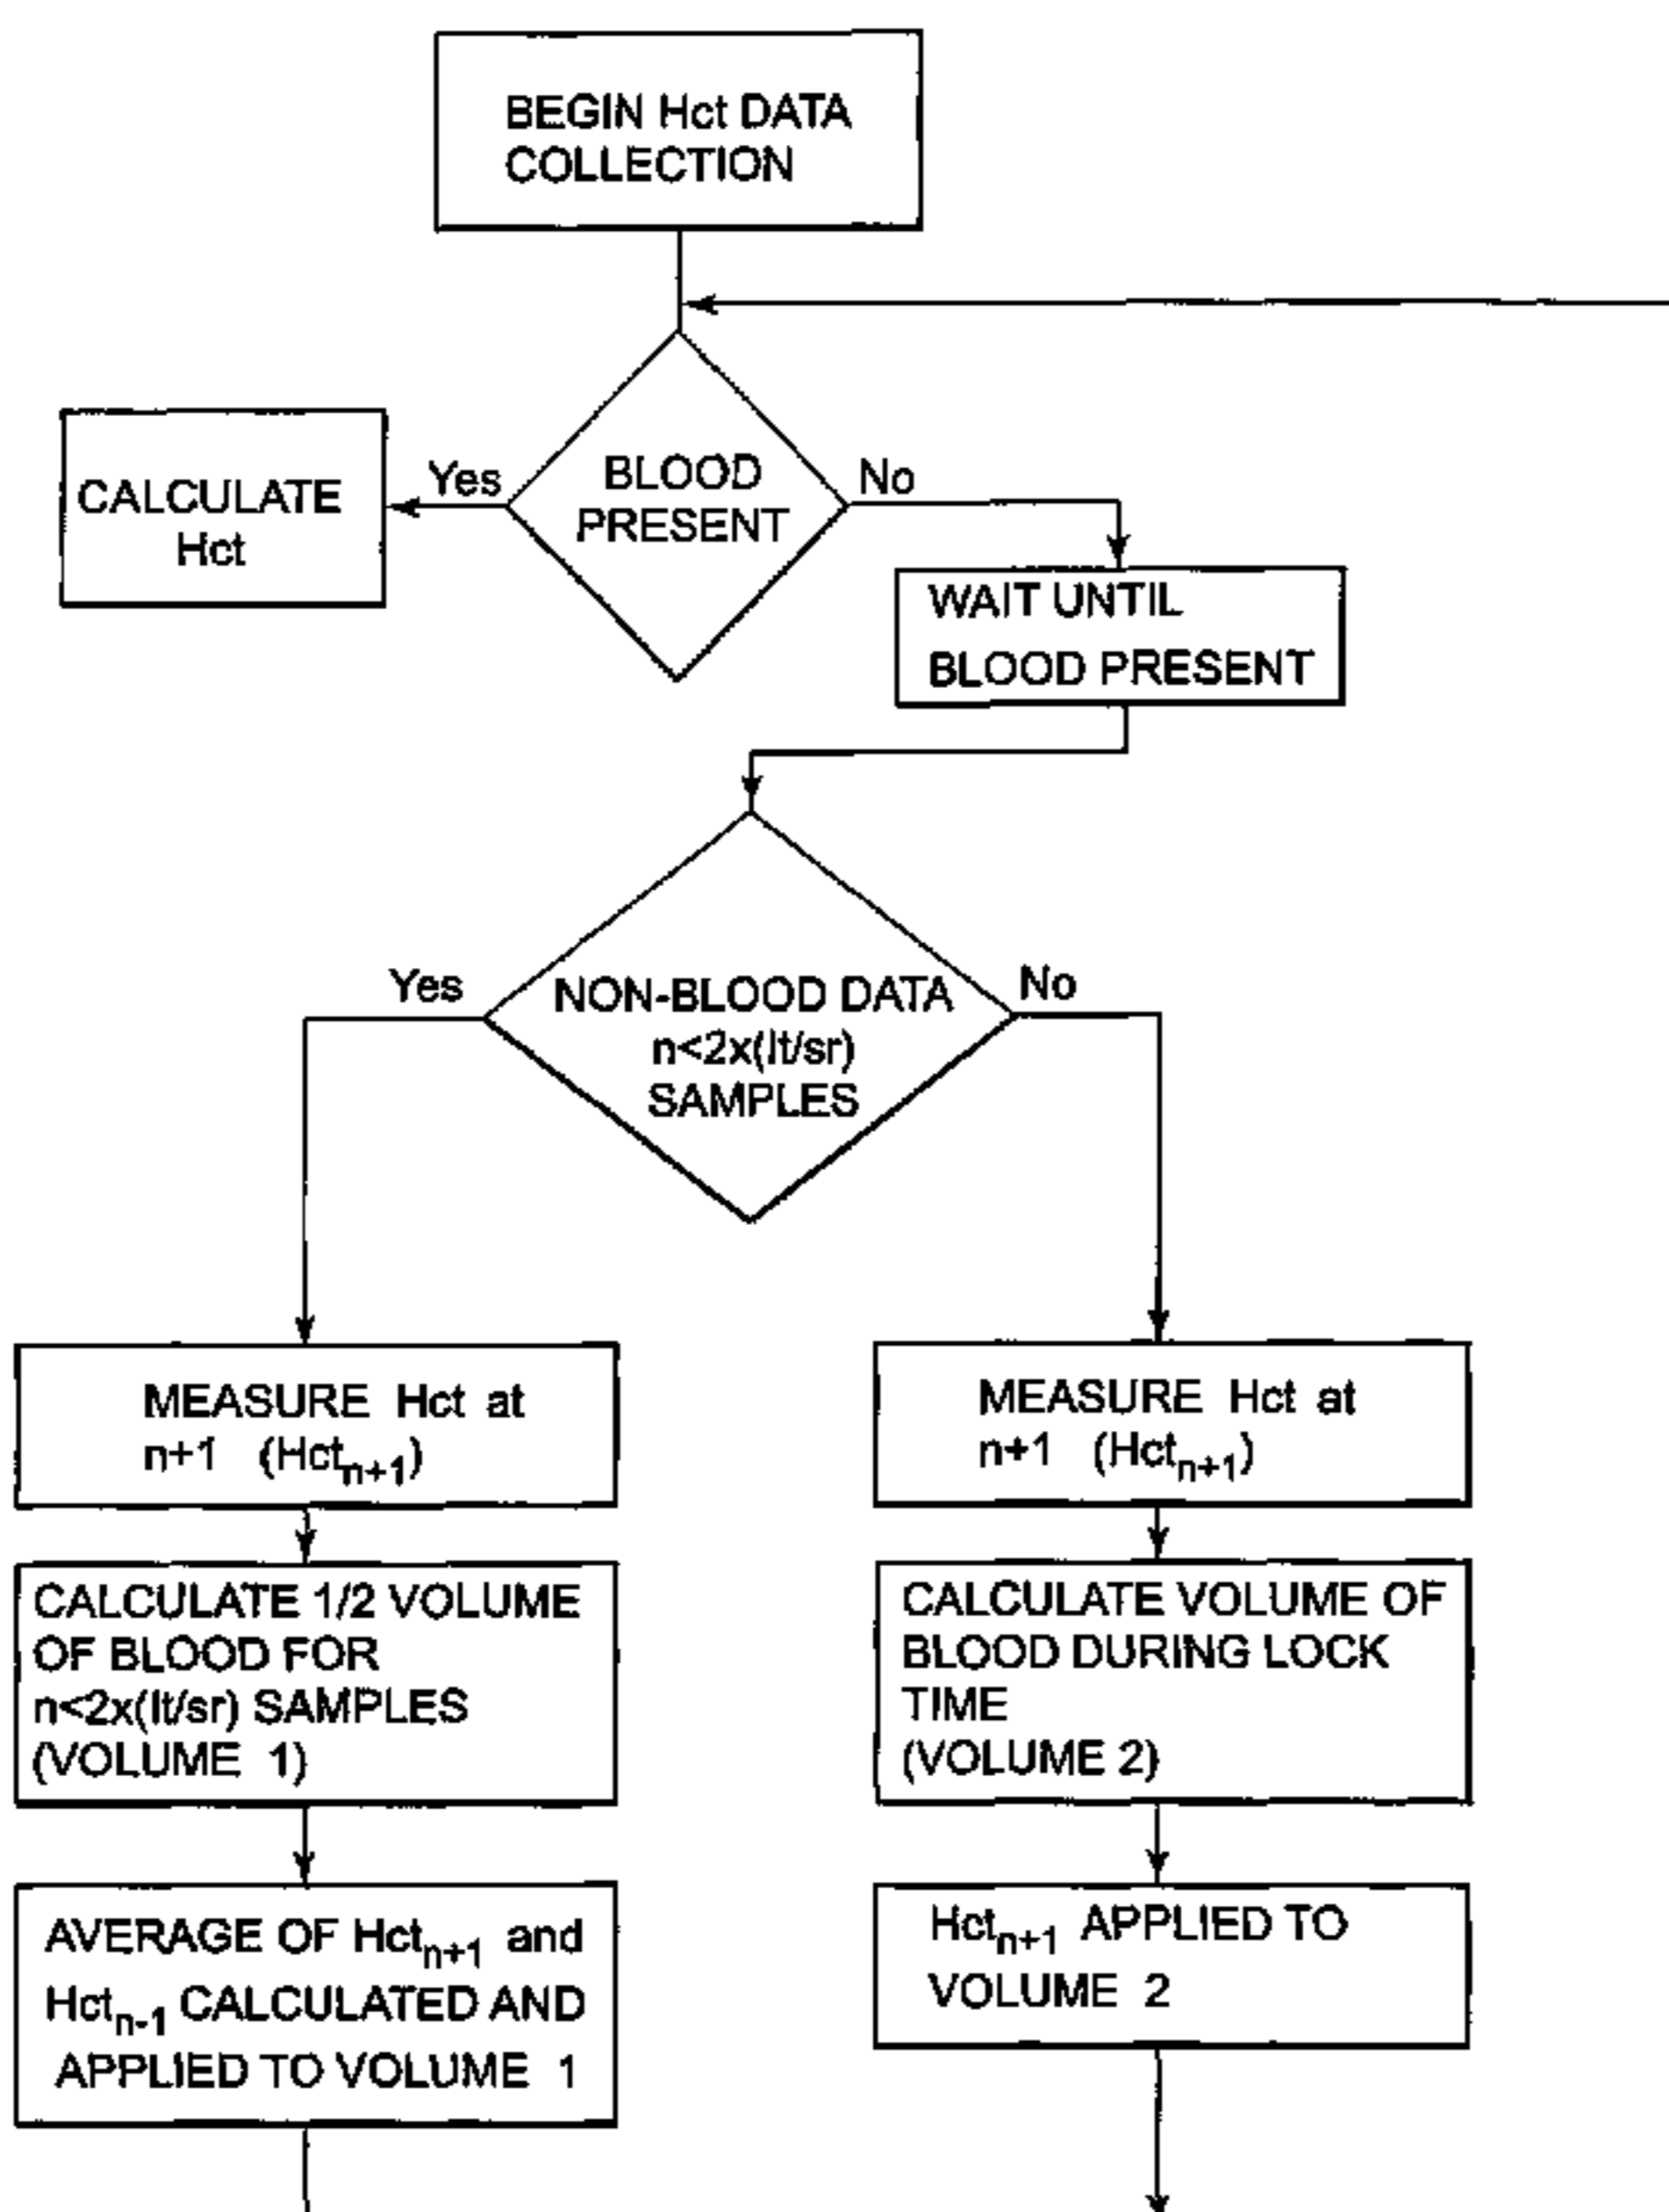 BEGIN Hct DATA
COLLECTION
CALCULATE
Hct
Yes
BLOOD
PRESENT
No
WAIT UNTIL
BLOOD PRESENT
Yes
NON-BLOOD DATA
n<2x(lt/sr)
SAMPLES
No
MEASURE Hct at
n+1 (Hctn+1)
MEASURE Hct at
n+1 (Hctn+1)
CALCULATE 1/2 VOLUME
OF BLOOD FOR
n<2x(lt/sr) SAMPLES
(VOLUME 1)
CALCULATE VOLUME OF
BLOOD DURING LOCK
TIME
(VOLUME 2)
AVERAGE OF Hctn+1 and
Hctn-1 CALCULATED AND
APPLIED TO VOLUME 1
Hctn+1 APPLIED TO
VOLUME 2